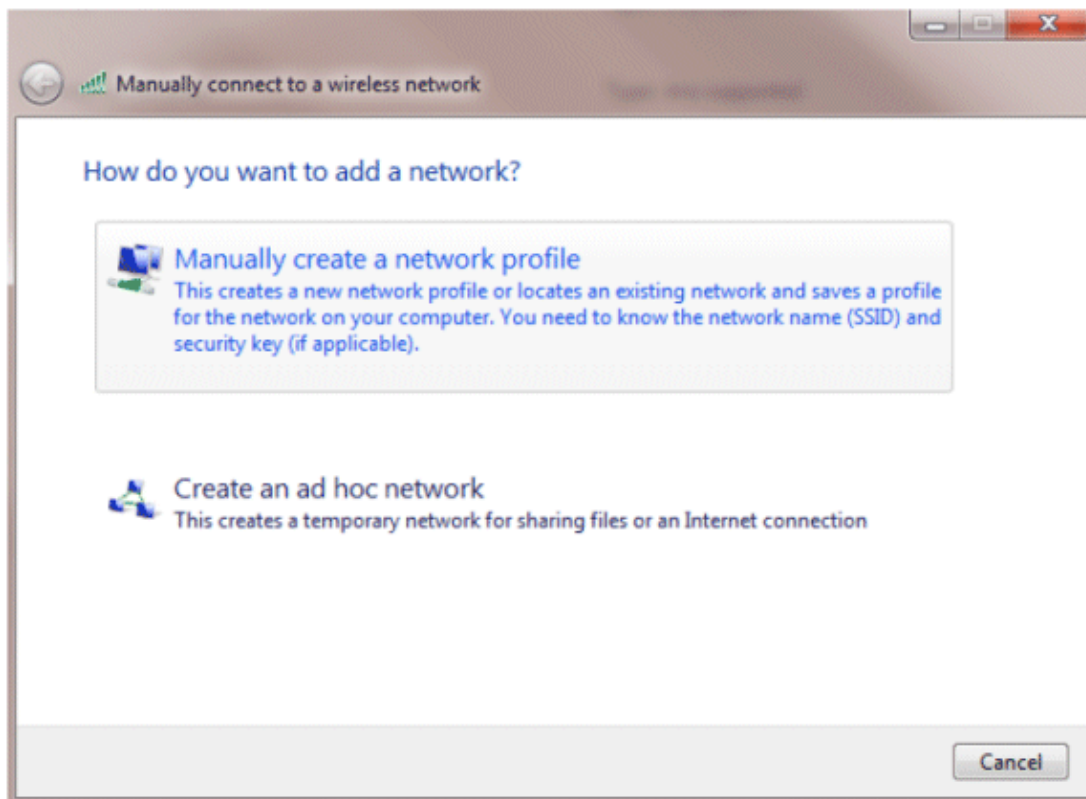 Manually connect to a wireless network
How do you want to add a network?
Manually create a network profile
This creates a new network profile or locates an existing network and saves a profile
for the network on your computer. You need to know the network name (SSID) and
security key (if applicable).
Create an ad hoc network
This creates a temporary network for sharing files or an Internet connection
Cancel